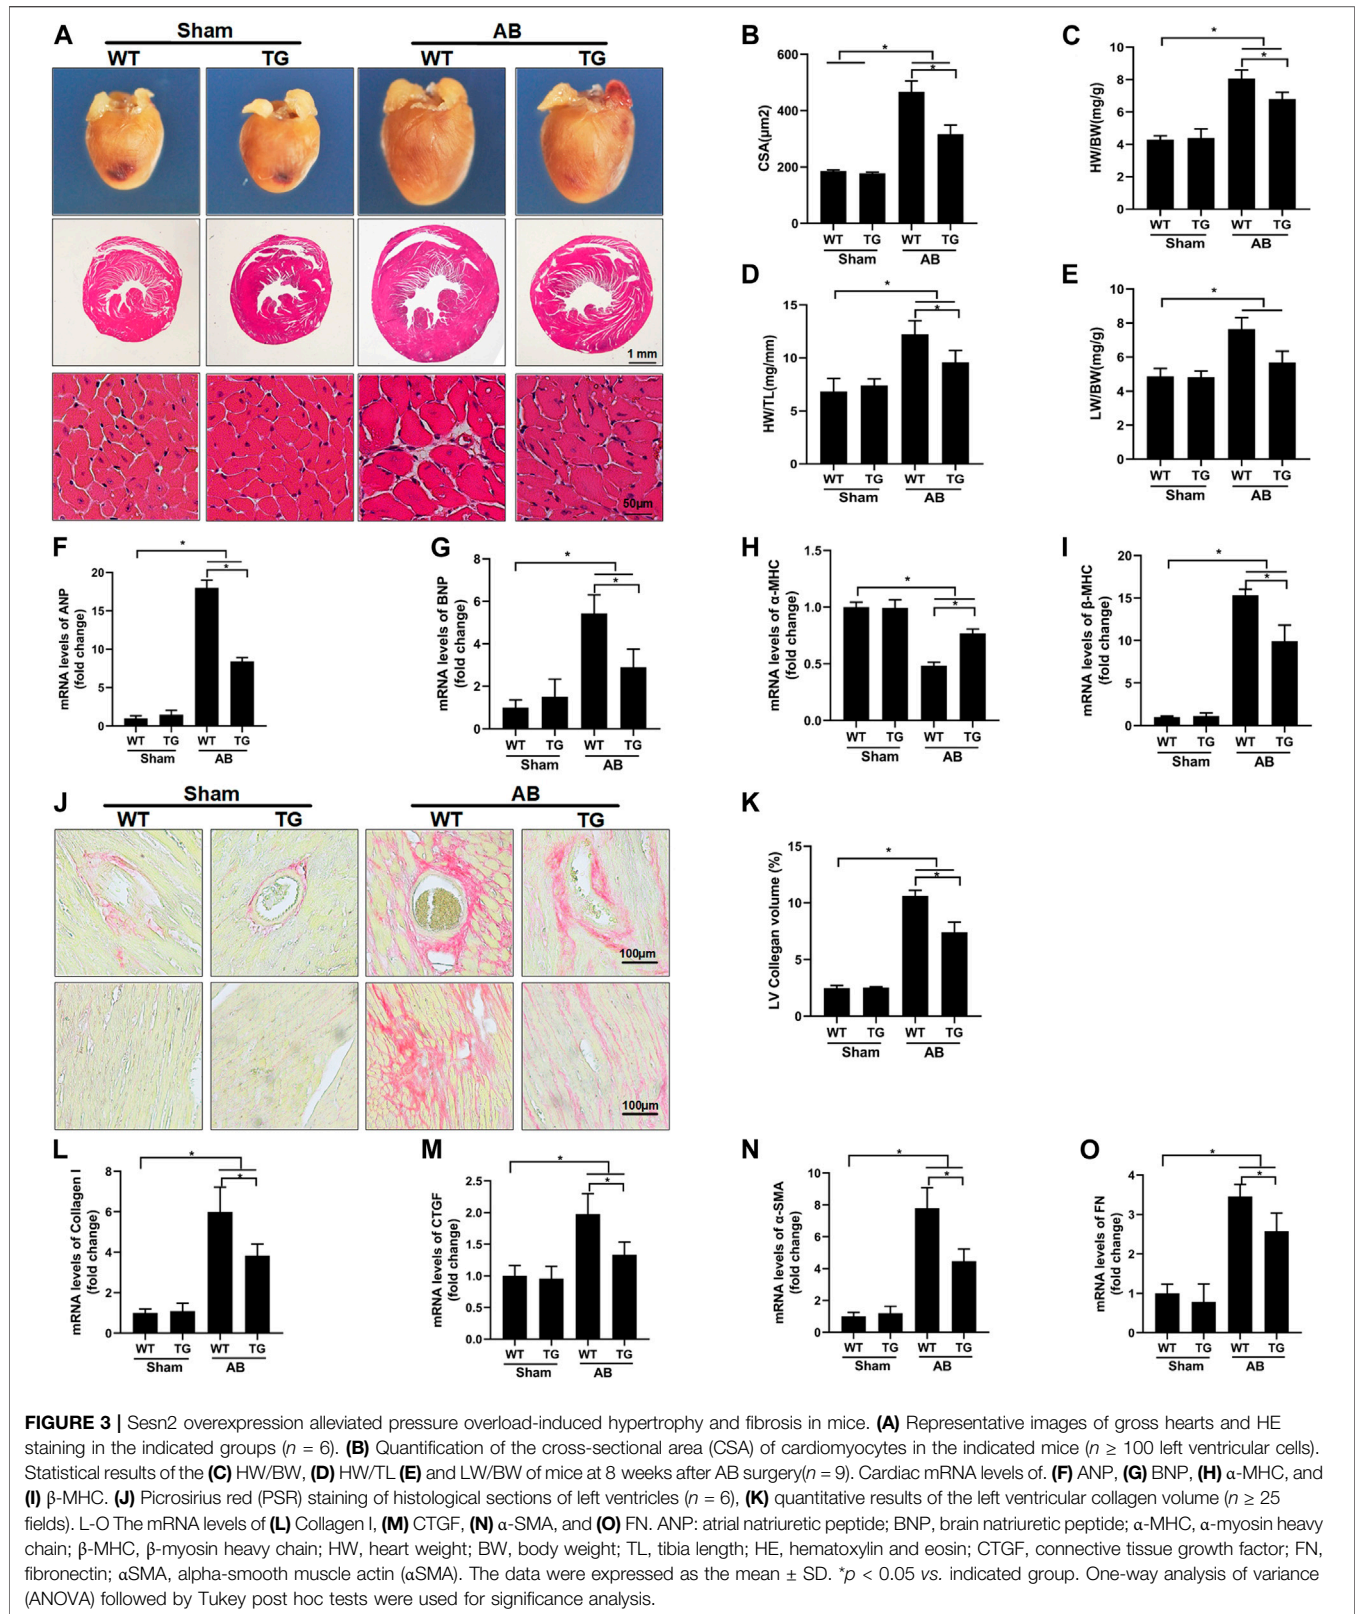 A
Sham
AB
WT
TG
WT
TG
1 mm
50µm
B
CSA(µm2)
600
400
200
0
*
*
WT TG WT TG
Sham AB
C
HW/BW(mg/g)
10
8
6
4
2
0
*
*
WT TG WT TG
Sham AB
D
HW/TL(mg/mm)
15
10
5
0
*
*
WT TG WT TG
Sham AB
E
LW/BW(mg/g)
10
8
6
4
2
0
*
WT TG WT TG
Sham AB
F
mRNA levels of ANP
(fold change)
20
15
10
5
0
*
*
WT TG WT TG
Sham AB
G
mRNA levels of BNP
(fold change)
8
6
4
2
0
*
*
WT TG WT TG
Sham AB
H
mRNA levels of α-MHC
(fold change)
1.5
1.0
0.5
0.0
*
*
WT TG WT TG
Sham AB
I
mRNA levels of β-MHC
(fold change)
20
15
10
5
0
*
*
WT TG WT TG
Sham AB
J
Sham
AB
WT
TG
WT
TG
100µm
100µm
K
LV Collegan volume (%)
15
10
5
0
*
*
WT TG WT TG
Sham AB
L
mRNA levels of Collagen I
(fold change)
8
6
4
2
0
*
*
WT TG WT TG
Sham AB
M
mRNA levels of CTGF
(fold change)
2.5
2.0
1.5
1.0
0.5
0.0
*
*
WT TG WT TG
Sham AB
N
mRNA levels of α-SMA
(fold change)
10
8
6
4
2
0
*
*
WT TG WT TG
Sham AB
O
mRNA levels of FN
(fold change)
4
3
2
1
0
*
*
WT TG WT TG
Sham AB
FIGURE 3 | Sesn2 overexpression alleviated pressure overload-induced hypertrophy and fibrosis in mice. (A) Representative images of gross hearts and HE
staining in the indicated groups (n = 6). (B) Quantification of the cross-sectional area (CSA) of cardiomyocytes in the indicated mice (n ≥ 100 left ventricular cells).
Statistical results of the (C) HW/BW, (D) HW/TL (E) and LW/BW of mice at 8 weeks after AB surgery(n = 9). Cardiac mRNA levels of. (F) ANP, (G) BNP, (H) α-MHC, and
(I) β-MHC. (J) Picrosirius red (PSR) staining of histological sections of left ventricles (n = 6), (K) quantitative results of the left ventricular collagen volume (n ≥ 25
fields). L-O The mRNA levels of (L) Collagen I, (M) CTGF, (N) α-SMA, and (O) FN. ANP: atrial natriuretic peptide; BNP, brain natriuretic peptide; α-MHC, α-myosin heavy
chain; β-MHC, β-myosin heavy chain; HW, heart weight; BW, body weight; TL, tibia length; HE, hematoxylin and eosin; CTGF, connective tissue growth factor; FN,
fibronectin; αSMA, alpha-smooth muscle actin (αSMA). The data were expressed as the mean ± SD. *p < 0.05 vs. indicated group. One-way analysis of variance
(ANOVA) followed by Tukey post hoc tests were used for significance analysis.